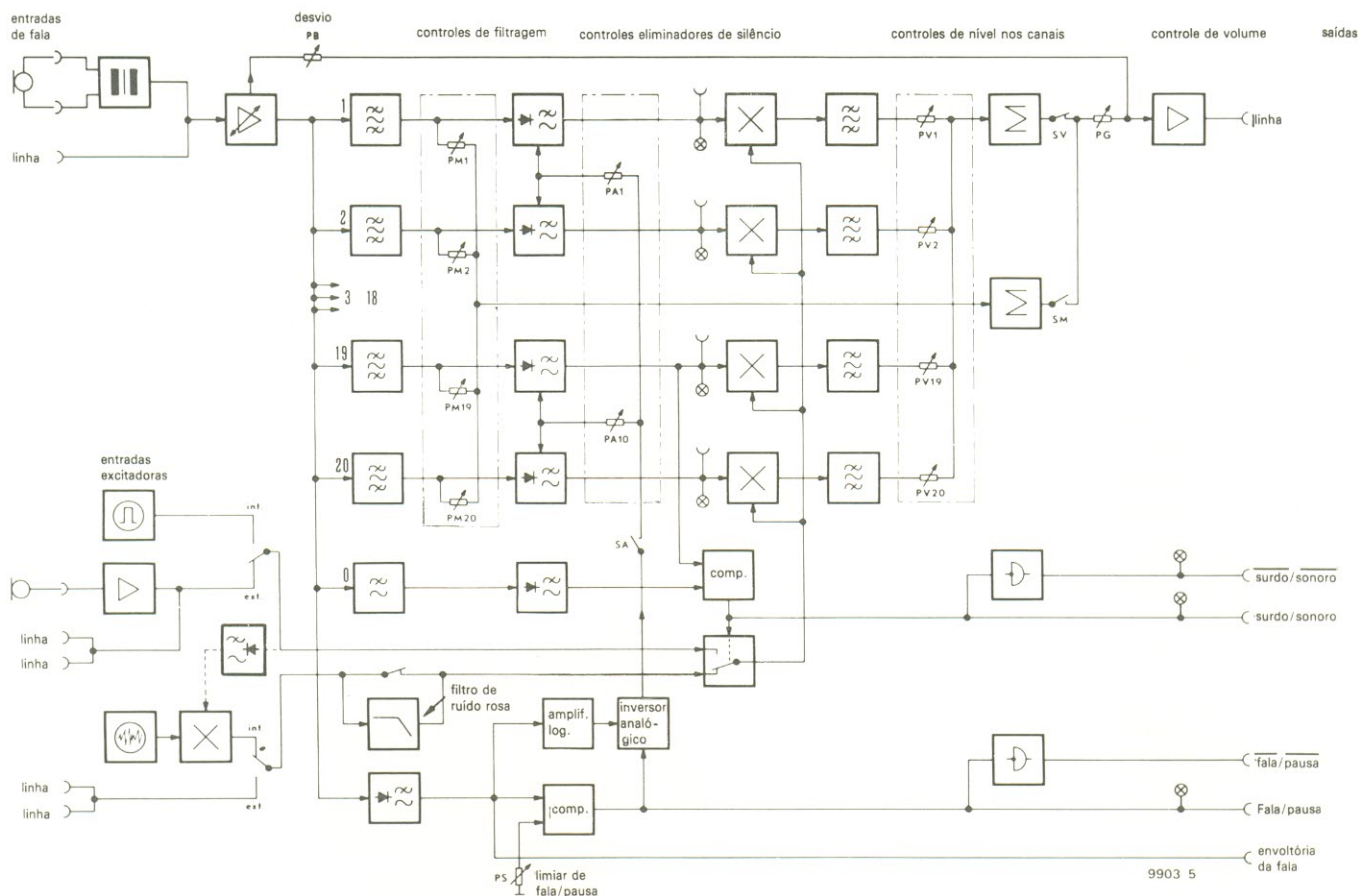 entradas
de fala
desvio
PB
controles de filtragem
controles eliminadores de silêncio
controles de nível nos canais
controle de volume
saídas
linha
1
PM1
PA1
PV1
SV
PG
linha
2
PM2
PV2
3 18
SM
19
PM19
PA10
PV19
20
PM20
PV20
entradas
excitadoras
int.
ext.
linha
linha
SA
0
comp.
surdo/sonoro
surdo/sonoro
filtro de
ruído rosa
int.
ext.
linha
linha
amplif.
log.
inversor
analó-
gico
comp.
fala/pausa
Fala/pausa
envoltória
da fala
PS
limiar de
fala/pausa
9903 5